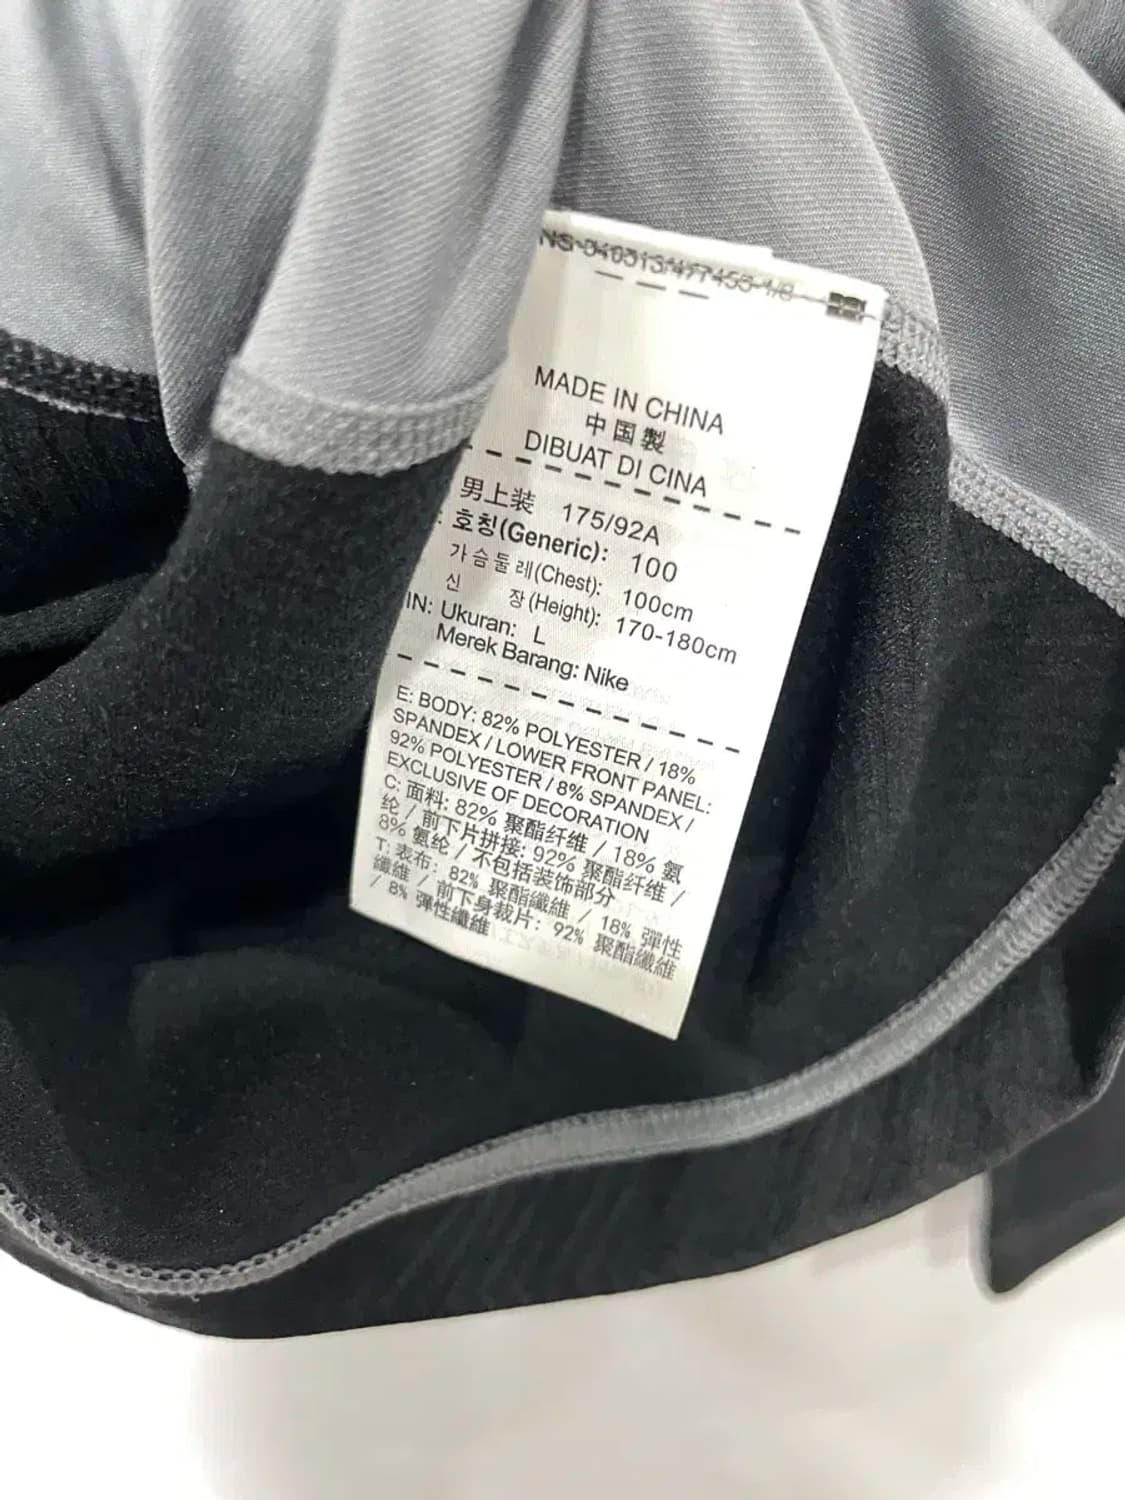 MADE IN CHINA
中国製
DIBUAT DI CINA
男上装 175/92A
호칭(Generic): 100
가슴둘레(Chest): 100cm
신 장(Height): 170-180cm
IN: Ukuran: L
Merek Barang: Nike
E: BODY: 82% POLYESTER / 18%
SPANDEX / LOWER FRONT PANEL:
92% POLYESTER / 8% SPANDEX /
EXCLUSIVE OF DECORATION
C: 面料: 82% 聚酯纤维 / 18% 氨
纶 / 前下片拼接: 92% 聚酯纤维 /
8% 氨纶 / 不包括装饰部分
T: 表布: 82% 聚酯纖維 / 18% 彈性
纖維 / 前下身裁片: 92% 聚酯纖維
/ 8% 彈性纖維